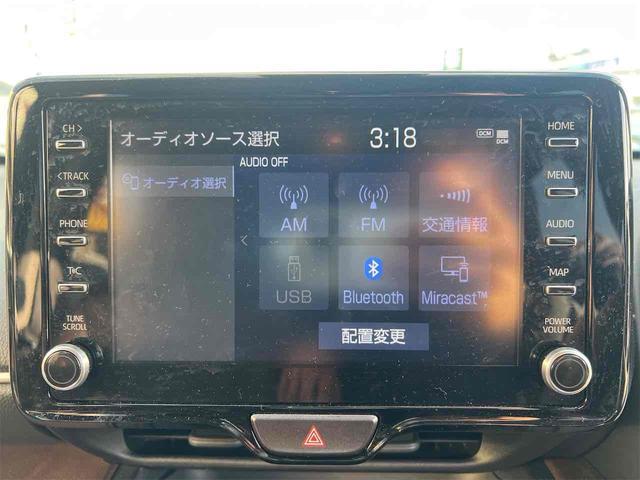 CH >
< TRACK
PHONE
T×C
TUNE
SCROLL
オーディオソース選択
3:18
DCM
DCM
AUDIO OFF
オーディオ選択
AM
FM
交通情報
USB
Bluetooth
Miracast™
配置変更
HOME
MENU
AUDIO
MAP
POWER
VOLUME